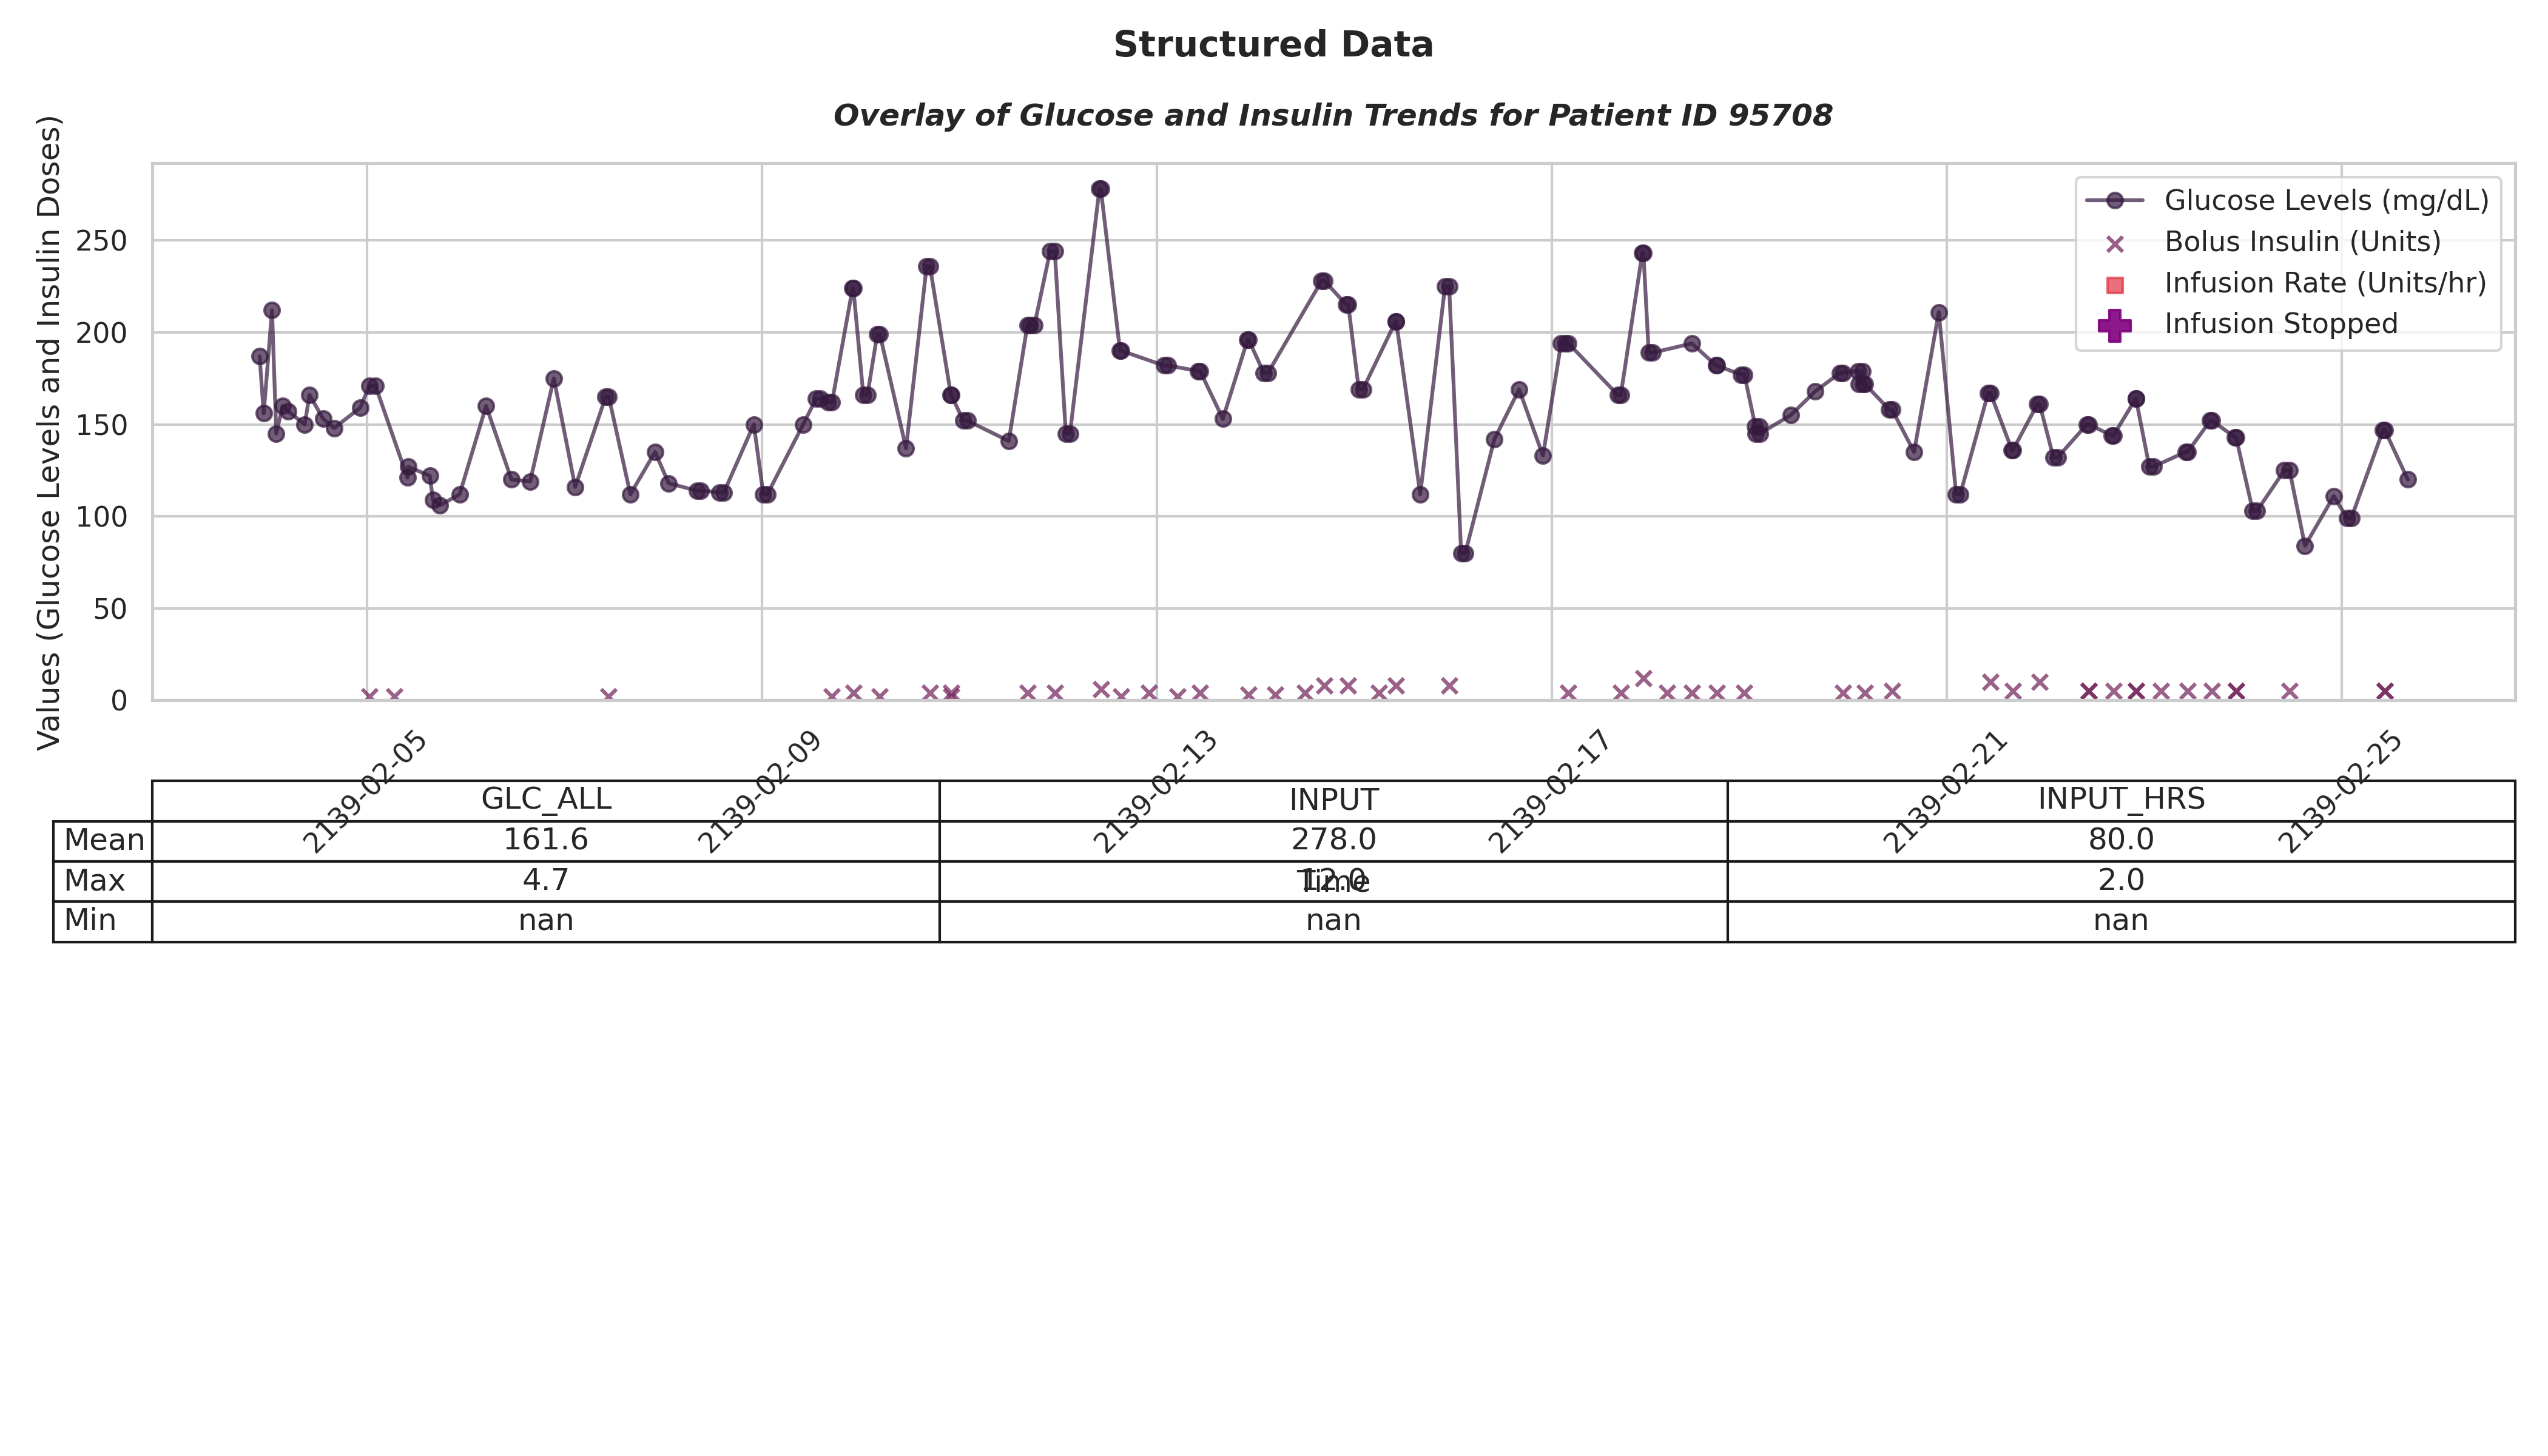 Structured Data
Overlay of Glucose and Insulin Trends for Patient ID 95708
Values (Glucose Levels and Insulin Doses)
250
200
150
100
50
0
Glucose Levels (mg/dL)
Bolus Insulin (Units)
Infusion Rate (Units/hr)
Infusion Stopped
2139-02-05
2139-02-09
2139-02-13
2139-02-17
2139-02-21
2139-02-25
Time
GLC_ALL INPUT INPUT_HRS
Mean 161.6 278.0 80.0
Max 4.7 12.0 2.0
Min nan nan nan